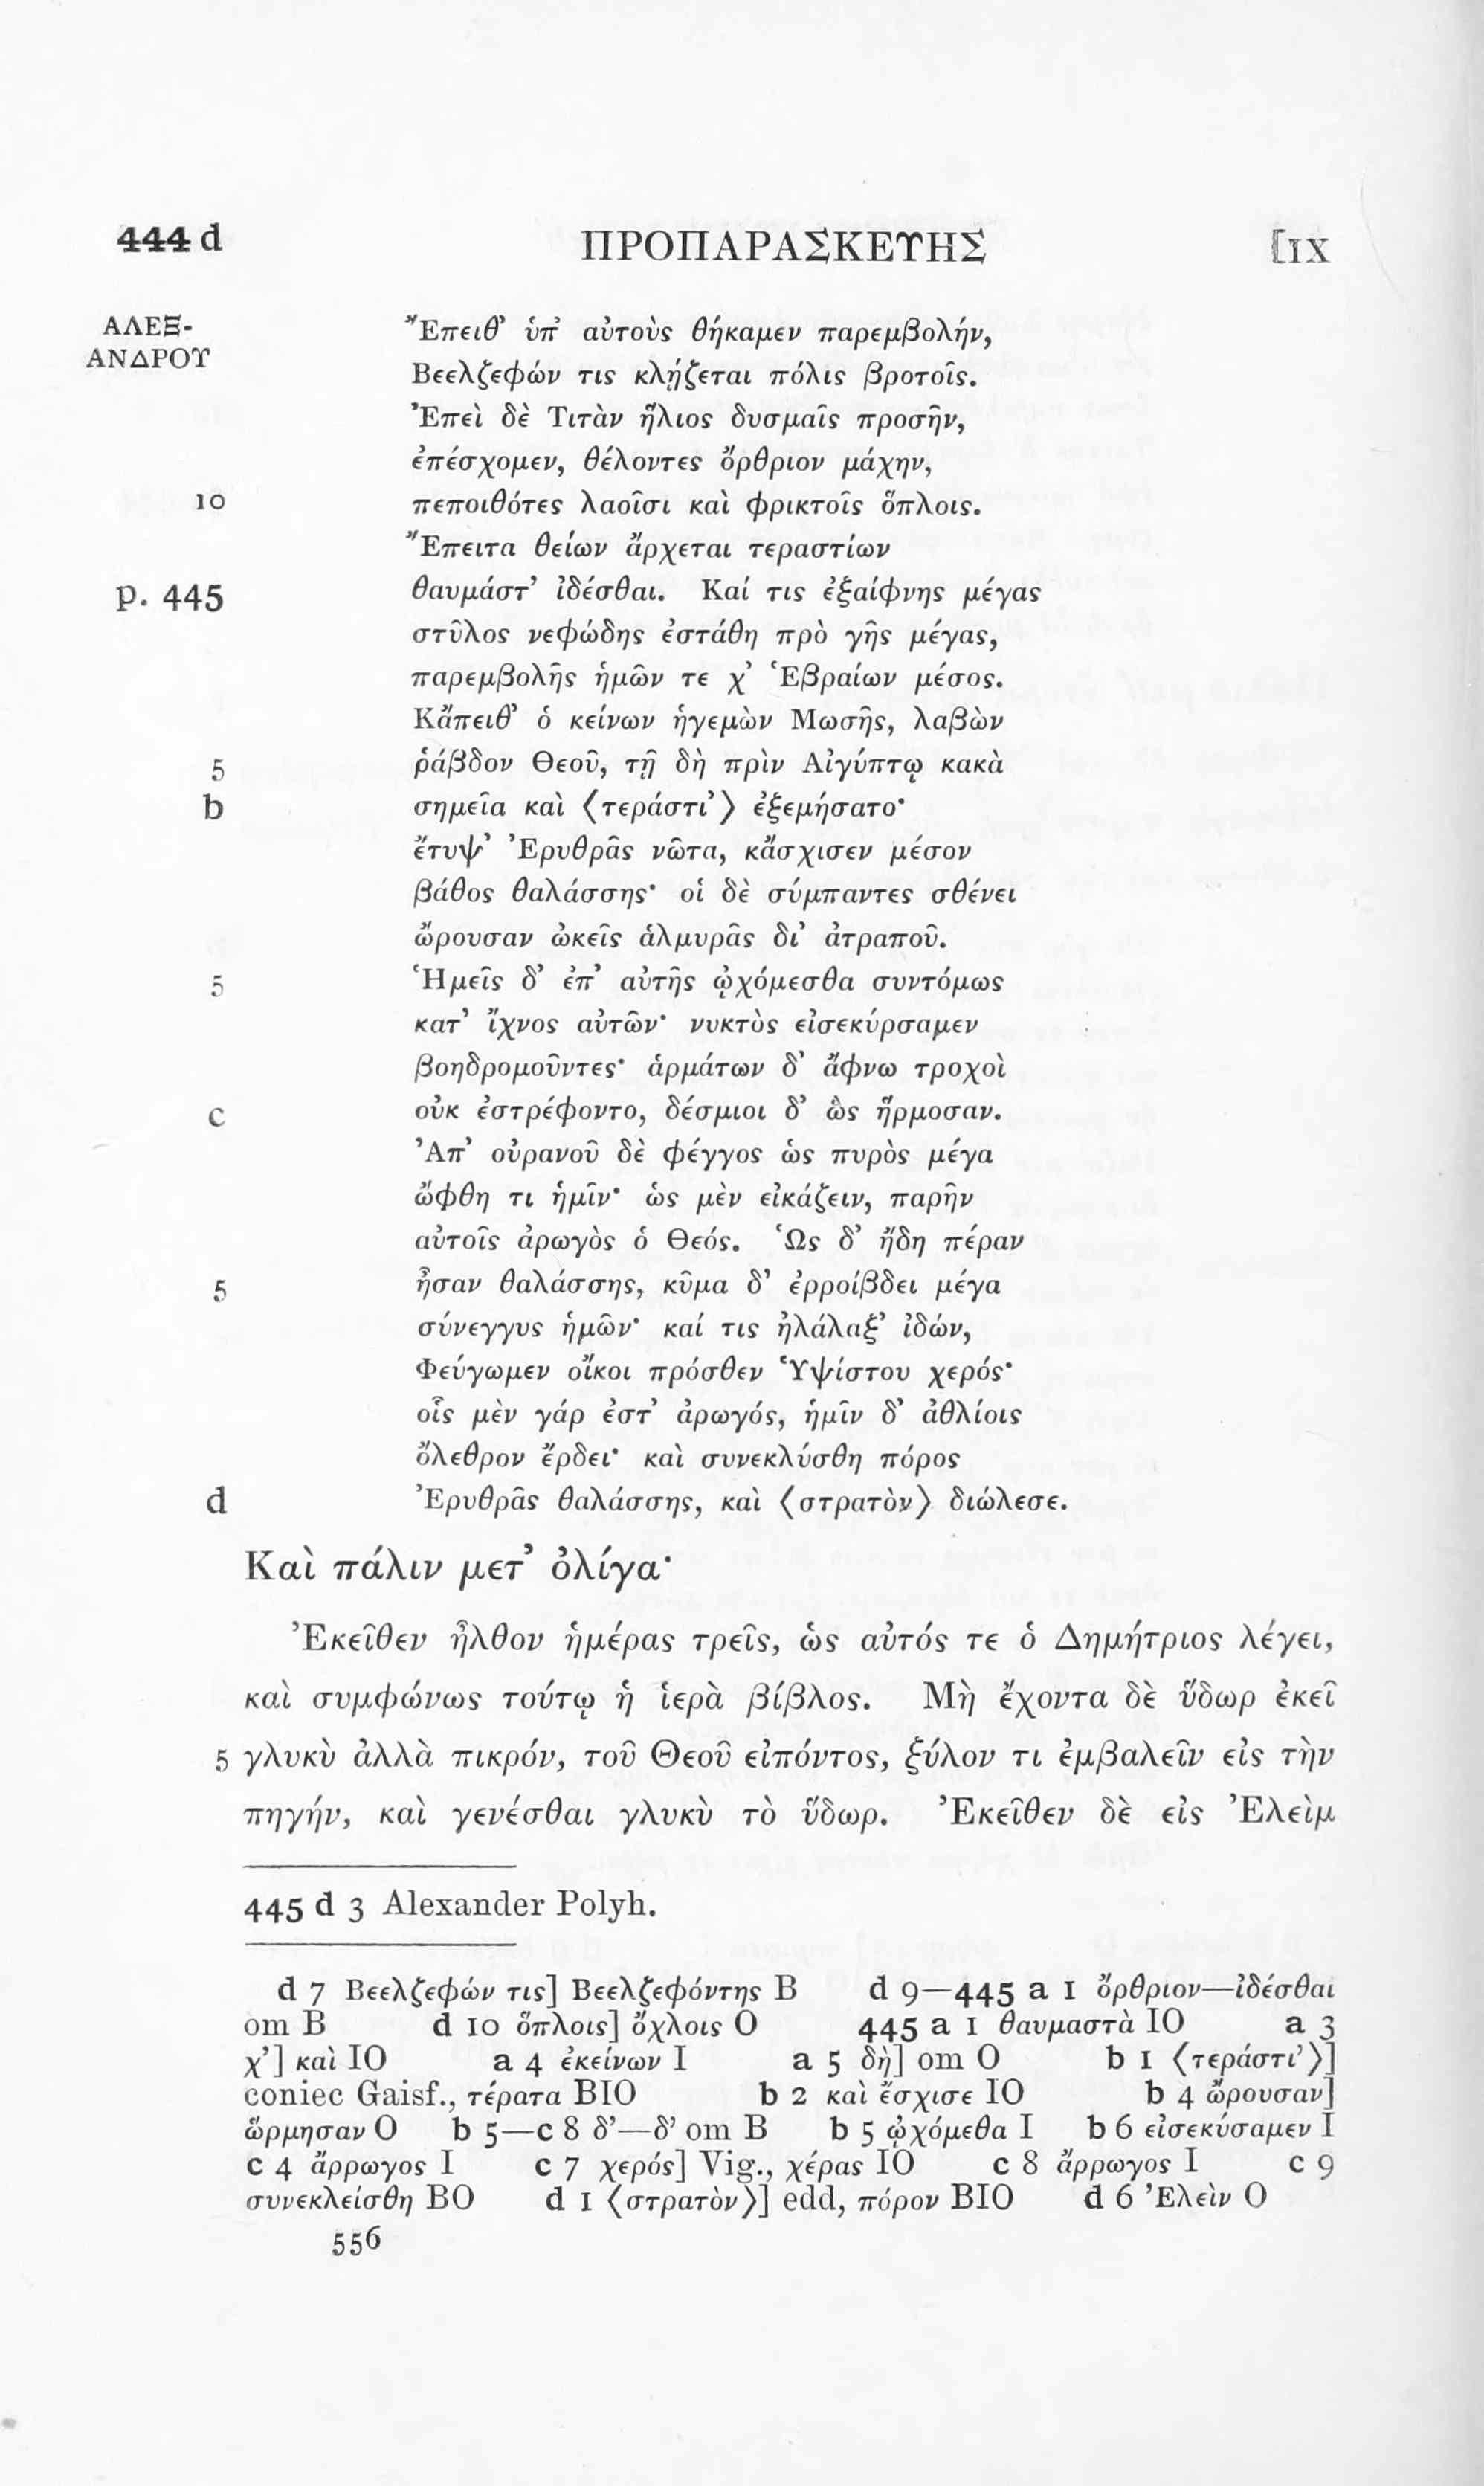 444 d ΠΡΟΠΑΡΑΣΚΕΥΗΣ [IX
ΑΛΕΞ- Ἔπειθ’ ὑπ’ αὐτοὺς θήκαμεν παρεμβολήν,
ΑΝΔΡΟΥ Βεελζεφών τις κλῄζεται πόλις βροτοῖς.
Ἐπεὶ δὲ Τιτὰν ἥλιος δυσμαῖς προσῆν,
ἐπέσχομεν, θέλοντες ὄρθριον μάχην,
10 πεποιθότες λαοῖσι καὶ φρικτοῖς ὅπλοις.
Ἔπειτα θείων ἄρχεται τεραστίων
p. 445 θαυμάστ’ ἰδέσθαι. Καί τις ἐξαίφνης μέγας
στῦλος νεφώδης ἐστάθη πρὸ γῆς μέγας,
παρεμβολῆς ἡμῶν τε χ’ Ἑβραίων μέσος.
Κἄπειθ’ ὁ κείνων ἡγεμὼν Μωσῆς, λαβὼν
5 ῥάβδον Θεοῦ, τῇ δὴ πρὶν Αἰγύπτῳ κακὰ
b σημεῖα καὶ ⟨τεράστι’⟩ ἐξεμήσατο·
ἔτυψ’ Ἐρυθρᾶς νῶτα, κἄσχισεν μέσον
βάθος θαλάσσης· οἱ δὲ σύμπαντες σθένει
ὤρουσαν ὠκεῖς ἁλμυρᾶς δι’ ἀτραποῦ.
5 Ἡμεῖς δ’ ἐπ’ αὐτῆς ᾠχόμεσθα συντόμως
κατ’ ἴχνος αὐτῶν· νυκτὸς εἰσεκύρσαμεν
βοηδρομοῦντες· ἁρμάτων δ’ ἄφνω τροχοὶ
c οὐκ ἐστρέφοντο, δέσμιοι δ’ ὣς ἥρμοσαν.
Ἀπ’ οὐρανοῦ δὲ φέγγος ὡς πυρὸς μέγα
ὤφθη τι ἡμῖν· ὡς μὲν εἰκάζειν, παρῆν
αὐτοῖς ἀρωγὸς ὁ Θεός. Ὡς δ’ ἤδη πέραν
5 ἦσαν θαλάσσης, κῦμα δ’ ἐρροίβδει μέγα
σύνεγγυς ἡμῶν· καί τις ἠλάλαξ’ ἰδών,
Φεύγωμεν οἴκοι πρόσθεν Ὑψίστου χερός·
οἷς μὲν γάρ ἐστ’ ἀρωγός, ἡμῖν δ’ ἀθλίοις
ὄλεθρον ἔρδει· καὶ συνεκλύσθη πόρος
d Ἐρυθρᾶς θαλάσσης, καὶ ⟨στρατὸν⟩ διώλεσε.
Καὶ πάλιν μετ’ ὀλίγα·
Ἐκεῖθεν ἦλθον ἡμέρας τρεῖς, ὡς αὐτός τε ὁ Δημήτριος λέγει,
καὶ συμφώνως τούτῳ ἡ ἱερὰ βίβλος. Μὴ ἔχοντα δὲ ὕδωρ ἐκεῖ
5 γλυκὺ ἀλλὰ πικρόν, τοῦ Θεοῦ εἰπόντος, ξύλον τι ἐμβαλεῖν εἰς τὴν
πηγήν, καὶ γενέσθαι γλυκὺ τὸ ὕδωρ. Ἐκεῖθεν δὲ εἰς Ἐλεὶμ
445 d 3 Alexander Polyh.
d 7 Βεελζεφών τις] Βεελζεφόντης B d 9—445 a 1 ὄρθριον—ἰδέσθαι
om B d 10 ὅπλοις] ὄχλοις O 445 a 1 θαυμαστὰ IO a 3
χ’] καὶ IO a 4 ἐκείνων I a 5 δὴ] om O b 1 ⟨τεράστι’⟩]
coniec Gaisf., τέρατα BIO b 2 καὶ ἔσχισε IO b 4 ὤρουσαν]
ὥρμησαν O b 5—c 8 δ’—δ’ om B b 5 ᾠχόμεθα I b 6 εἰσεκύσαμεν I
c 4 ἄρρωγος I c 7 χερός] Vig., χέρας IO c 8 ἄρρωγος I c 9
συνεκλείσθη BO d 1 ⟨στρατὸν⟩] edd, πόρον BIO d 6 Ἐλεὶν O
556